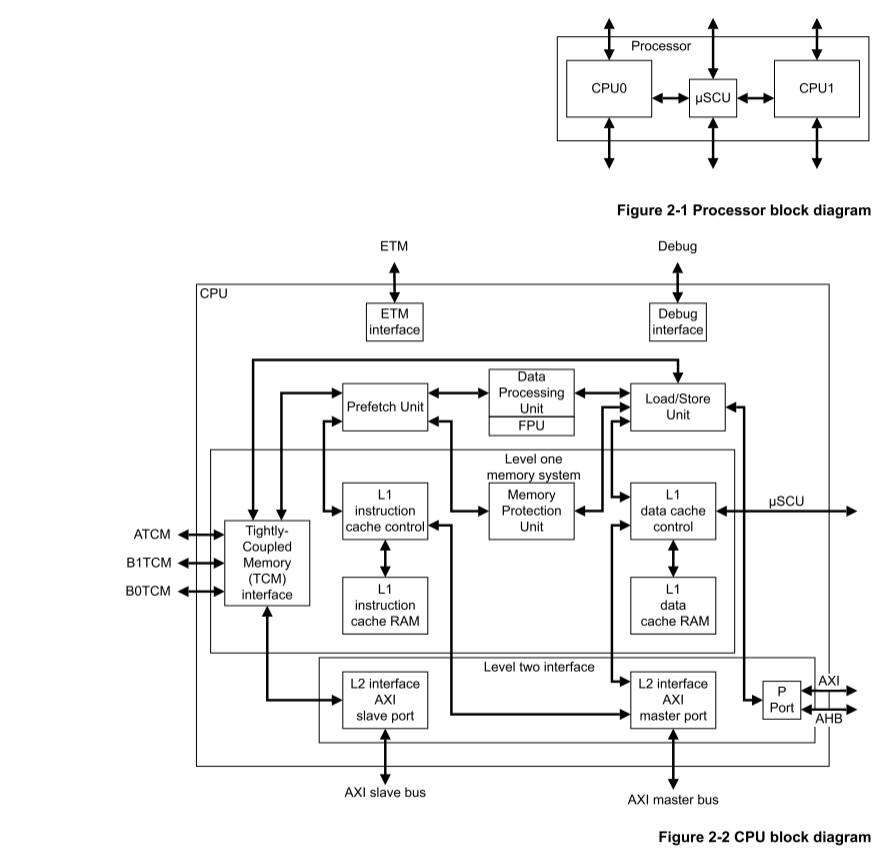 Processor
CPU0
µSCU
CPU1
Figure 2-1 Processor block diagram
ETM
Debug
CPU
ETM
interface
Debug
interface
Prefetch Unit
Data
Processing
Unit
FPU
Load/Store
Unit
Level one
memory system
L1
instruction
cache control
Memory
Protection
Unit
L1
data cache
control
µSCU
ATCM
B1TCM
B0TCM
Tightly-
Coupled
Memory
(TCM)
interface
L1
instruction
cache RAM
L1
data
cache RAM
Level two interface
L2 interface
AXI
slave port
L2 interface
AXI
master port
P
Port
AXI
AHB
AXI slave bus
AXI master bus
Figure 2-2 CPU block diagram